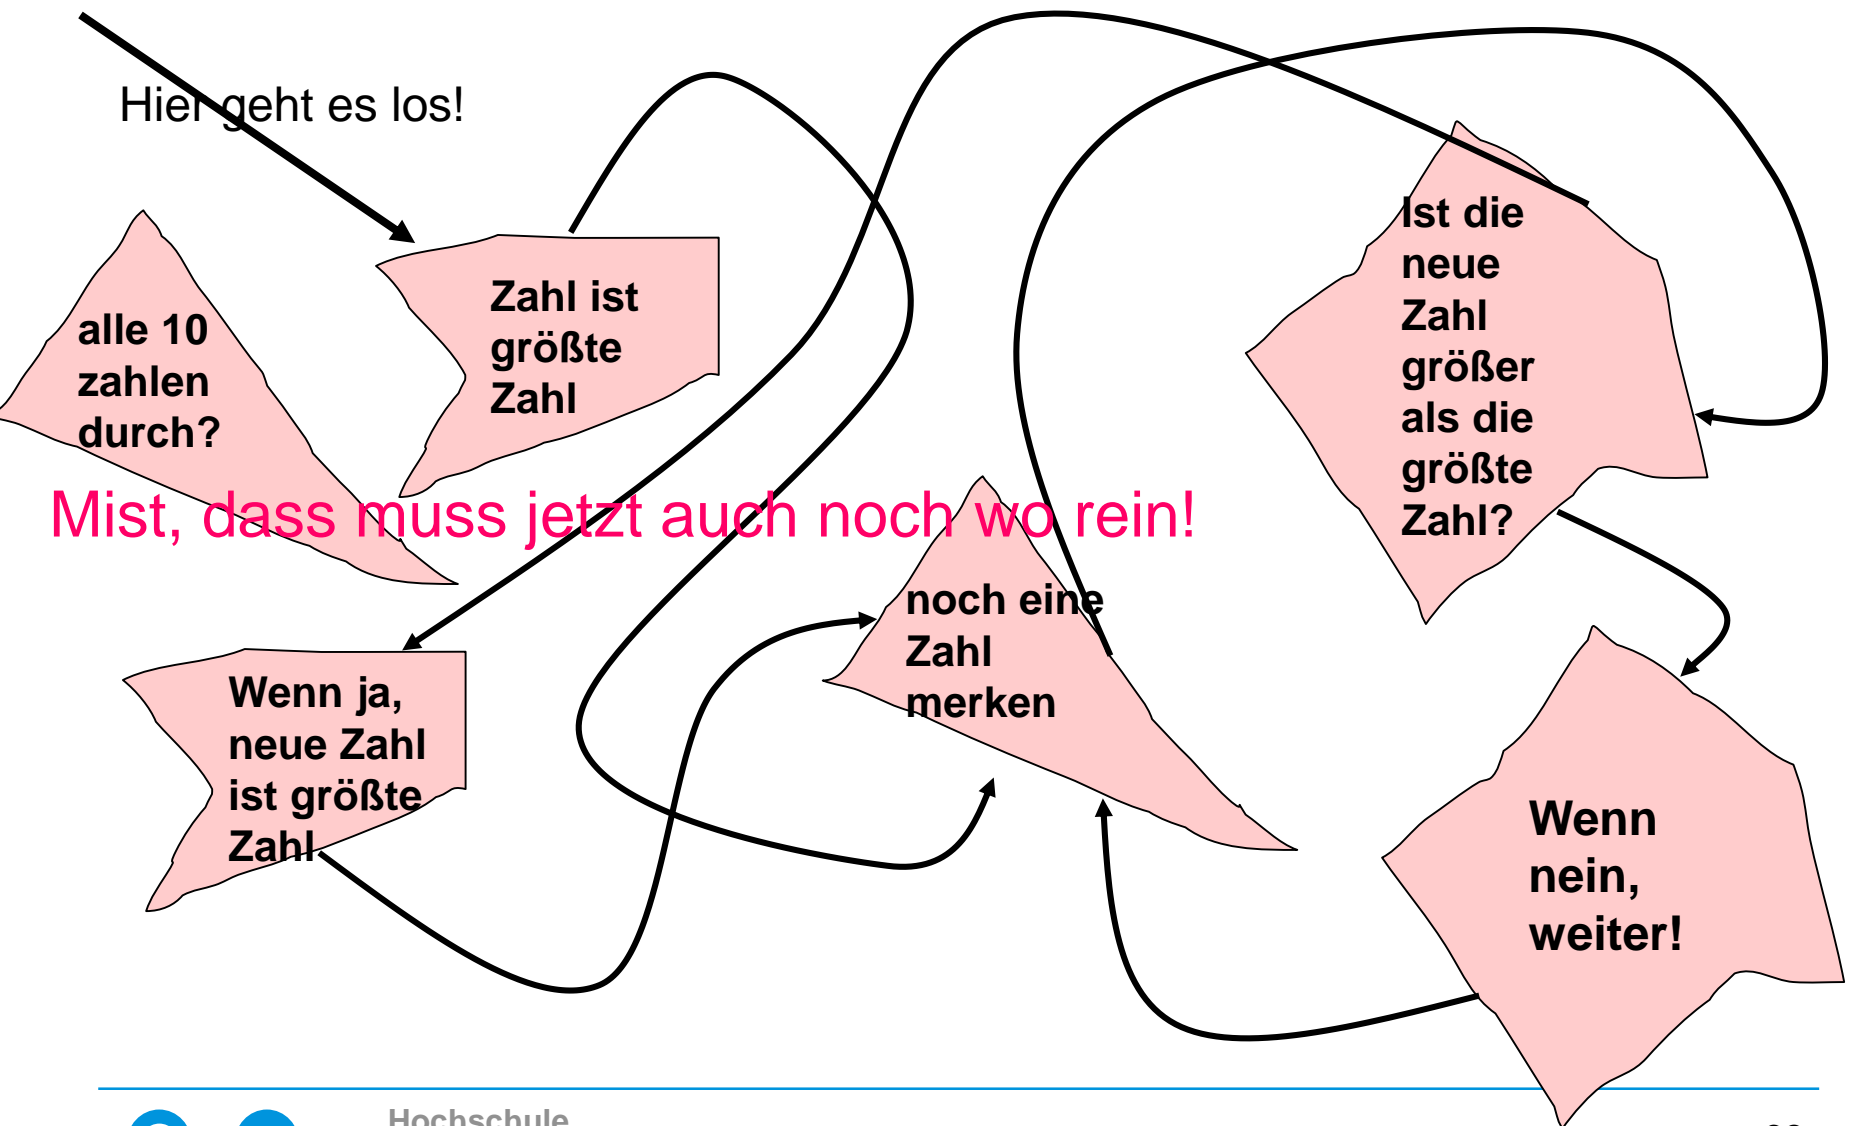 Hier geht es los!
alle 10
zahlen
durch?
Zahl ist
größte
Zahl
Ist die
neue
Zahl
größer
als die
größte
Zahl?
Mist, dass muss jetzt auch noch wo rein!
noch eine
Zahl
merken
Wenn ja,
neue Zahl
ist größte
Zahl
Wenn
nein,
weiter!
Hochschule